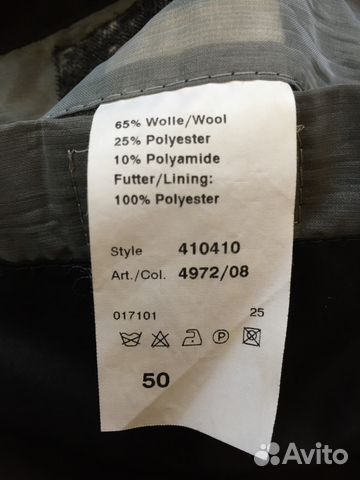 65% Wolle/Wool
25% Polyester
10% Polyamide
Futter/Lining:
100% Polyester
Style 410410
Art./Col. 4972/08
017101 25
P
50
Avito